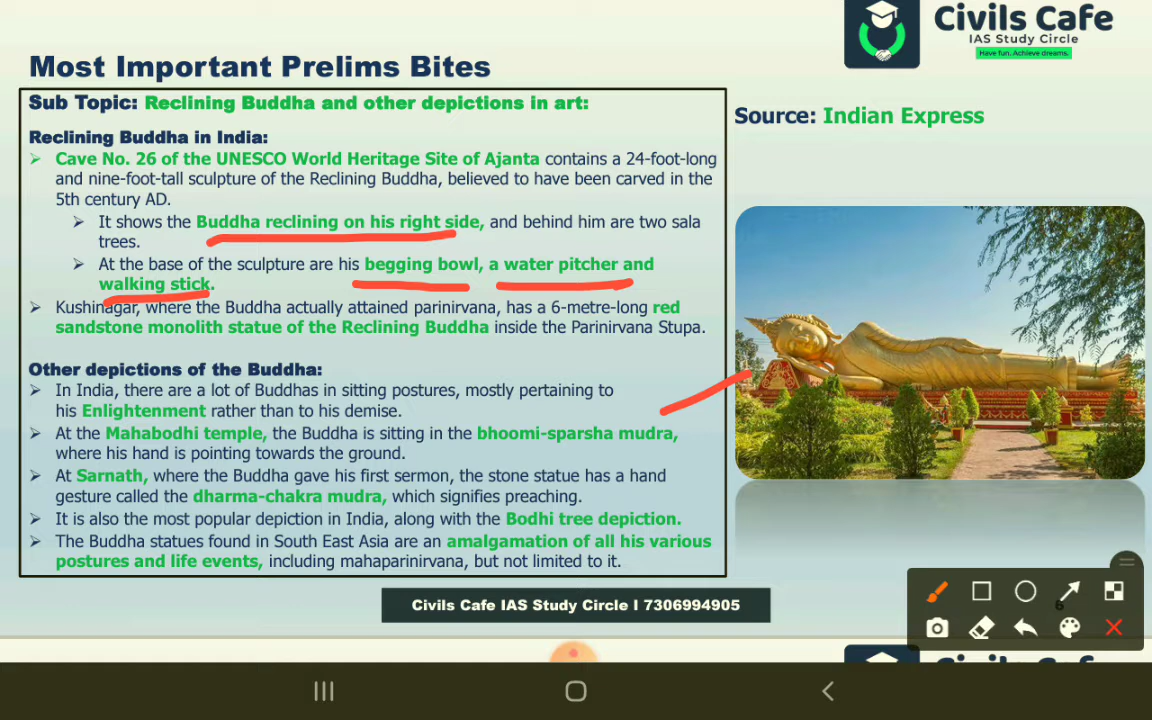 Civils Cafe
IAS Study Circle
Have fun. Achieve dreams.
Most Important Prelims Bites
Sub Topic: Reclining Buddha and other depictions in art:
Source: Indian Express
Reclining Buddha in India:
Cave No. 26 of the UNESCO World Heritage Site of Ajanta contains a 24-foot-long
and nine-foot-tall sculpture of the Reclining Buddha, believed to have been carved in the
5th century AD.
It shows the Buddha reclining on his right side, and behind him are two sala
trees.
At the base of the sculpture are his begging bowl, a water pitcher and
walking stick.
Kushinagar, where the Buddha actually attained parinirvana, has a 6-metre-long red
sandstone monolith statue of the Reclining Buddha inside the Parinirvana Stupa.
Other depictions of the Buddha:
In India, there are a lot of Buddhas in sitting postures, mostly pertaining to
his Enlightenment rather than to his demise.
At the Mahabodhi temple, the Buddha is sitting in the bhoomi-sparsha mudra,
where his hand is pointing towards the ground.
At Sarnath, where the Buddha gave his first sermon, the stone statue has a hand
gesture called the dharma-chakra mudra, which signifies preaching.
It is also the most popular depiction in India, along with the Bodhi tree depiction.
The Buddha statues found in South East Asia are an amalgamation of all his various
postures and life events, including mahaparinirvana, but not limited to it.
Civils Cafe IAS Study Circle I 7306994905
6